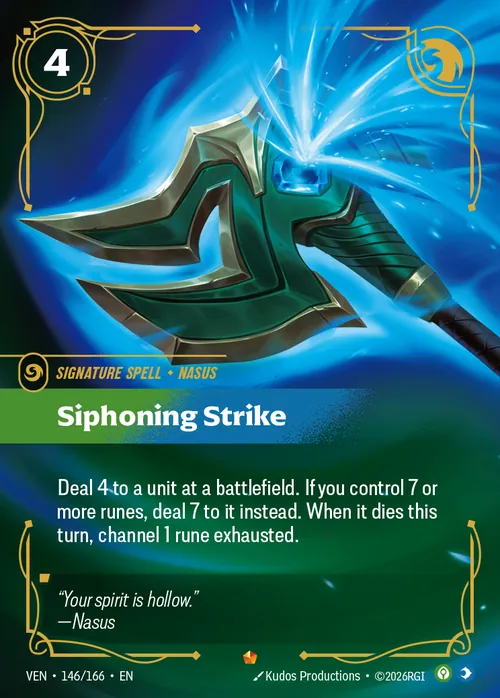 4
SIGNATURE SPELL • NASUS
Siphoning Strike
Deal 4 to a unit at a battlefield. If you control 7 or
more runes, deal 7 to it instead. When it dies this
turn, channel 1 rune exhausted.
“Your spirit is hollow.”
—Nasus
VEN • 146/166 • EN
Kudos Productions • ©2026RGI